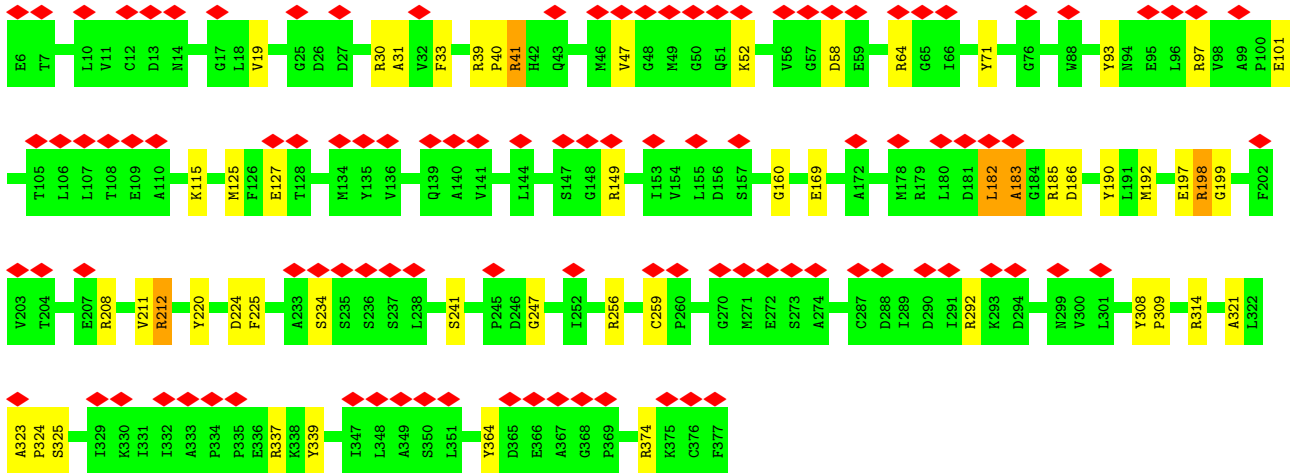 E6 T7 L10 V11 C12 D13 N14 G17 L18 V19 G25 D26 D27 R30 A31 V32 F33 R39 P40 R41 H42 Q43 M46 V47 G48 M49 G50 Q51 K52 V56 G57 D58 E59 R64 G65 I66 Y71 G76 W88 Y93 N94 E95 L96 R97 V98 A99 P100 E101
T105 L106 L107 T108 E109 A110 K115 M125 F126 E127 T128 M134 Y135 V136 Q139 A140 V141 L144 S147 G148 R149 I153 V154 L155 D156 S157 G160 E169 A172 M178 R179 L180 D181 L182 A183 G184 R185 D186 Y190 L191 M192 E197 R198 G199 F202
V203 T204 E207 R208 V211 R212 Y220 D224 F225 A233 S234 S235 S236 S237 L238 S241 P245 D246 G247 I252 R256 C259 P260 G270 M271 E272 S273 A274 C287 D288 I289 D290 I291 R292 K293 D294 N299 V300 L301 Y308 P309 R314 A321 L322
A323 P324 S325 I329 K330 I331 I332 A333 P334 P335 E336 R337 K338 Y339 I347 L348 A349 S350 L351 Y364 D365 E366 A367 G368 P369 R374 K375 C376 F377